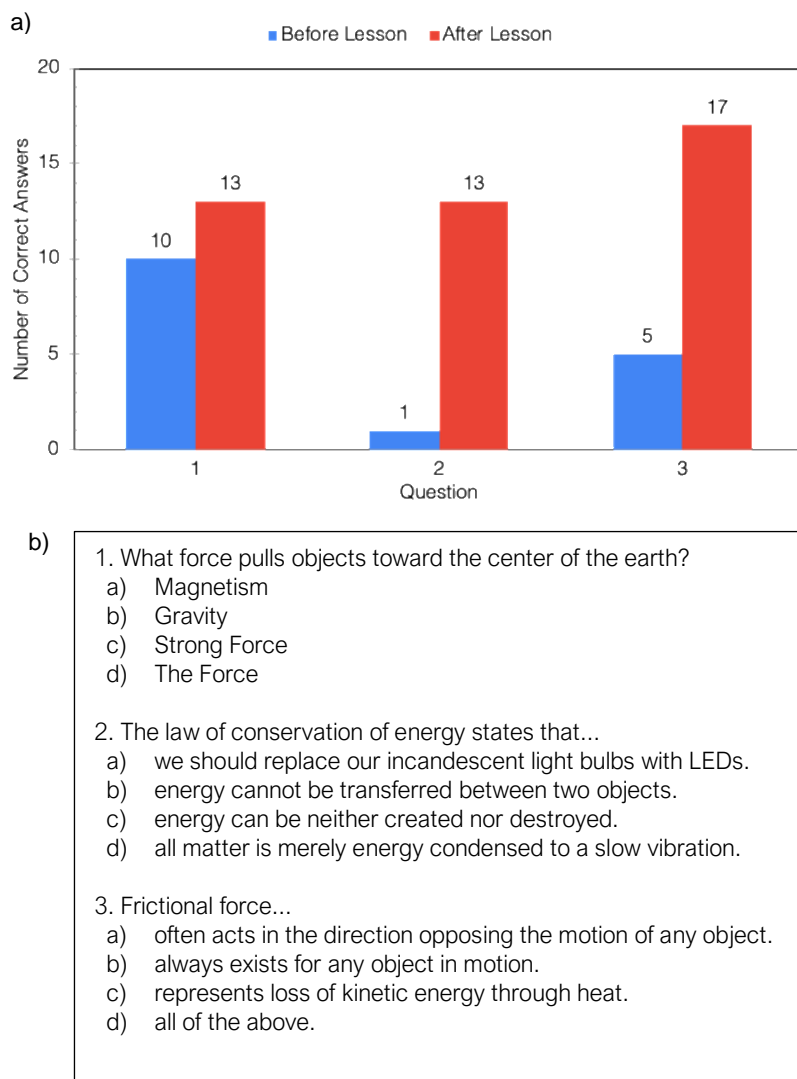 a)
Before Lesson After Lesson
20
15
10
5
0
Number of Correct Answers
10
13
1
13
5
17
1 2 3
Question
b)
1. What force pulls objects toward the center of the earth?
a) Magnetism
b) Gravity
c) Strong Force
d) The Force
2. The law of conservation of energy states that...
a) we should replace our incandescent light bulbs with LEDs.
b) energy cannot be transferred between two objects.
c) energy can be neither created nor destroyed.
d) all matter is merely energy condensed to a slow vibration.
3. Frictional force...
a) often acts in the direction opposing the motion of any object.
b) always exists for any object in motion.
c) represents loss of kinetic energy through heat.
d) all of the above.